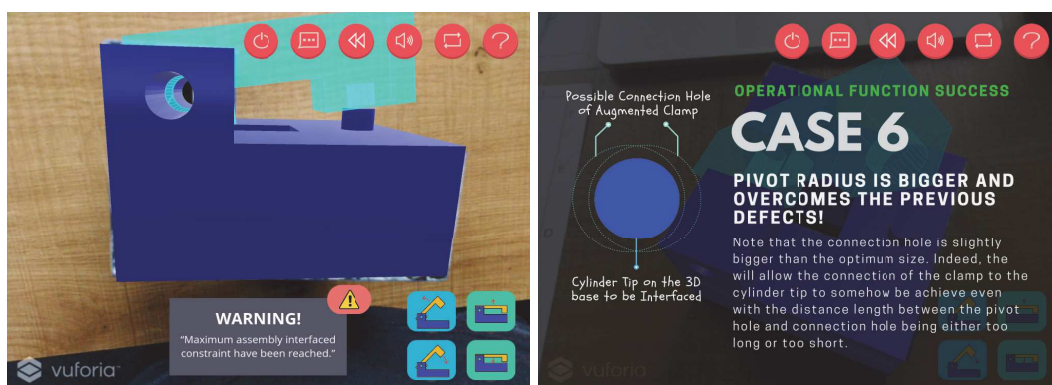 WARNING!
“Maximum assembly interfaced
constraint have been reached.”
vuforia™
Possible Connection Hole
of Augmented Clamp
Cylinder Tip on the 3D
base to be Interfaced
OPERATIONAL FUNCTION SUCCESS
CASE 6
PIVOT RADIUS IS BIGGER AND
OVERCOMES THE PREVIOUS
DEFECTS!
Note that the connection hole is slightly
bigger than the optimum size. Indeed, the
will allow the connection of the clamp to the
cylinder tip to somehow be achieve even
with the distance length between the pivot
hole and connection hole being either too
long or too short.
vuforia